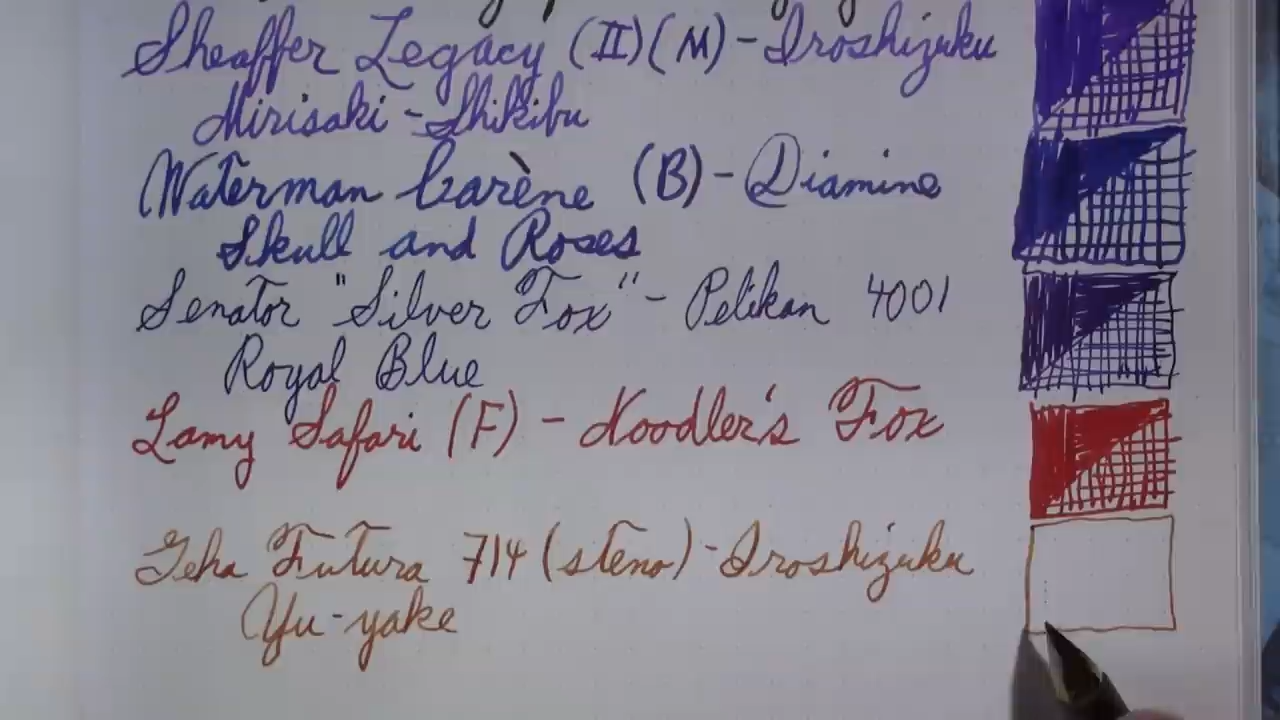 Sheaffer Legacy (II)(M) - Iroshizuku
Mirisaki - Shikibu
Waterman Carène (B) - Diamine
Skull and Roses
Senator "Silver Fox" - Pelikan 4001
Royal Blue
Lamy Safari (F) - Noodler's Fox
Geha Futura 714 (steno) - Iroshizuku
Yu-yake